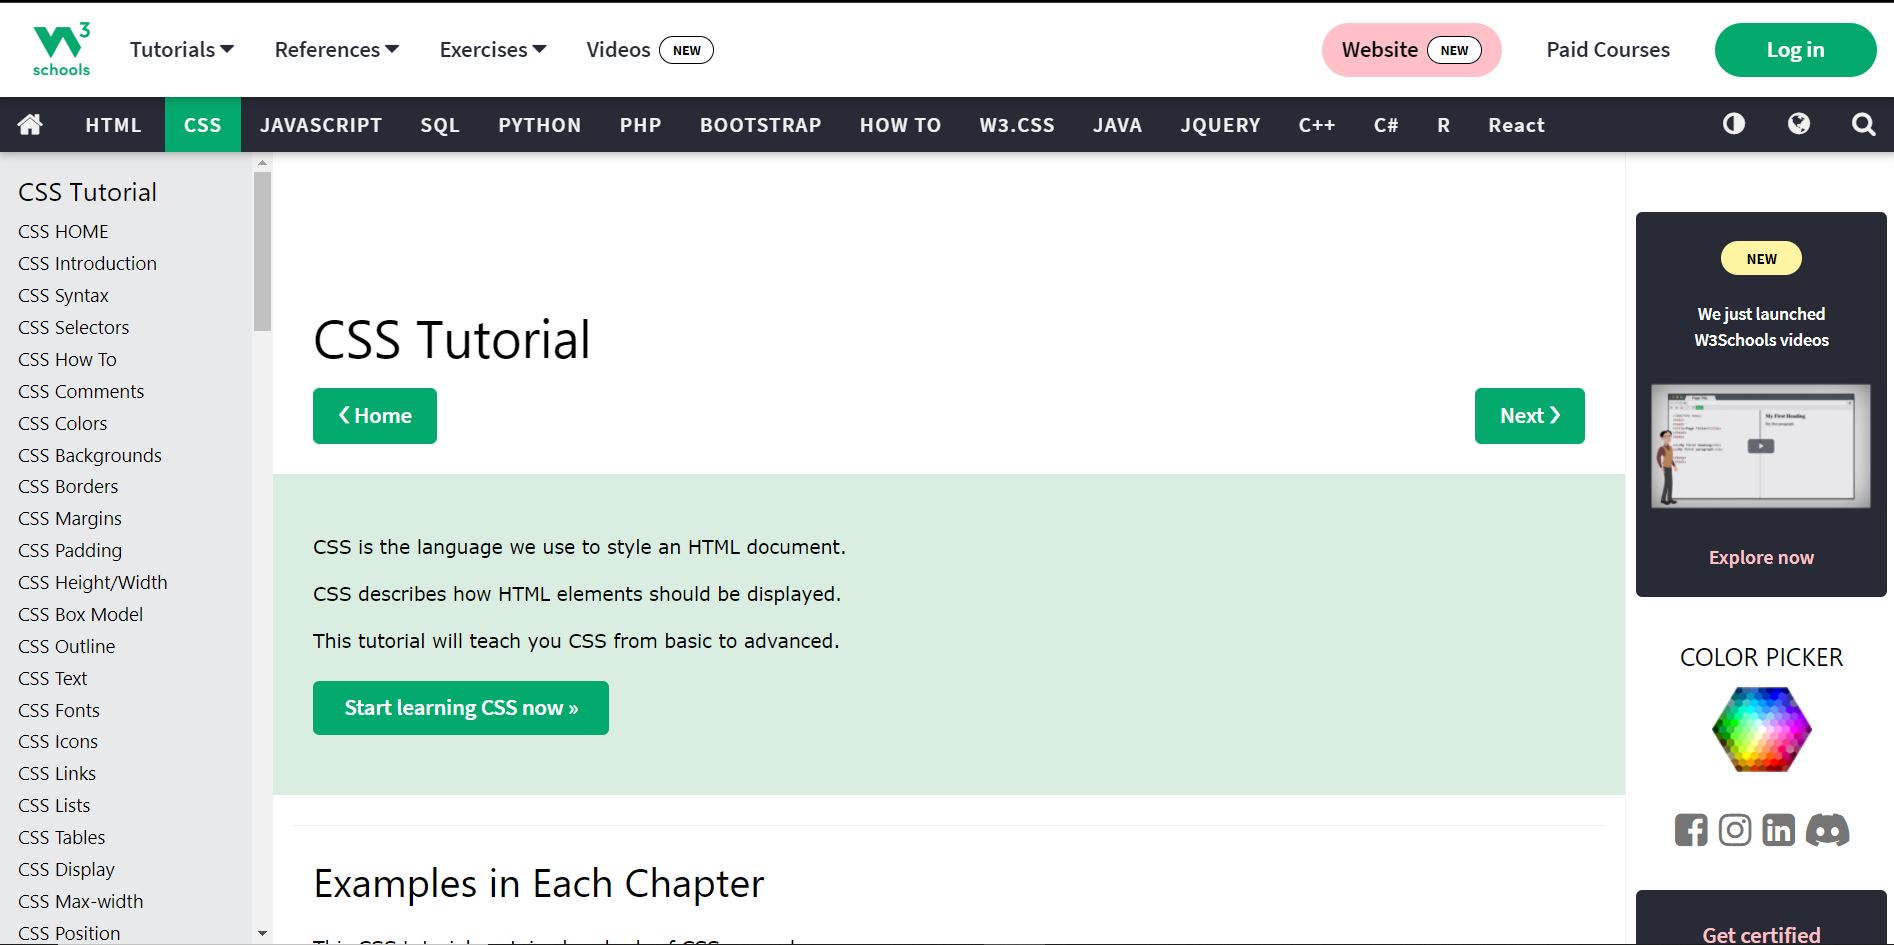 W3
schools
Tutorials
References
Exercises
Videos NEW
Website NEW
Paid Courses
Log in
HTML
CSS
JAVASCRIPT
SQL
PYTHON
PHP
BOOTSTRAP
HOW TO
W3.CSS
JAVA
JQUERY
C++
C#
R
React
CSS Tutorial
CSS HOME
CSS Introduction
CSS Syntax
CSS Selectors
CSS How To
CSS Comments
CSS Colors
CSS Backgrounds
CSS Borders
CSS Margins
CSS Padding
CSS Height/Width
CSS Box Model
CSS Outline
CSS Text
CSS Fonts
CSS Icons
CSS Links
CSS Lists
CSS Tables
CSS Display
CSS Max-width
CSS Position
CSS Tutorial
❮ Home
Next ❯
CSS is the language we use to style an HTML document.
CSS describes how HTML elements should be displayed.
This tutorial will teach you CSS from basic to advanced.
Start learning CSS now »
Examples in Each Chapter
NEW
We just launched
W3Schools videos
My First Heading
My first paragraph.
Explore now
COLOR PICKER
Get certified